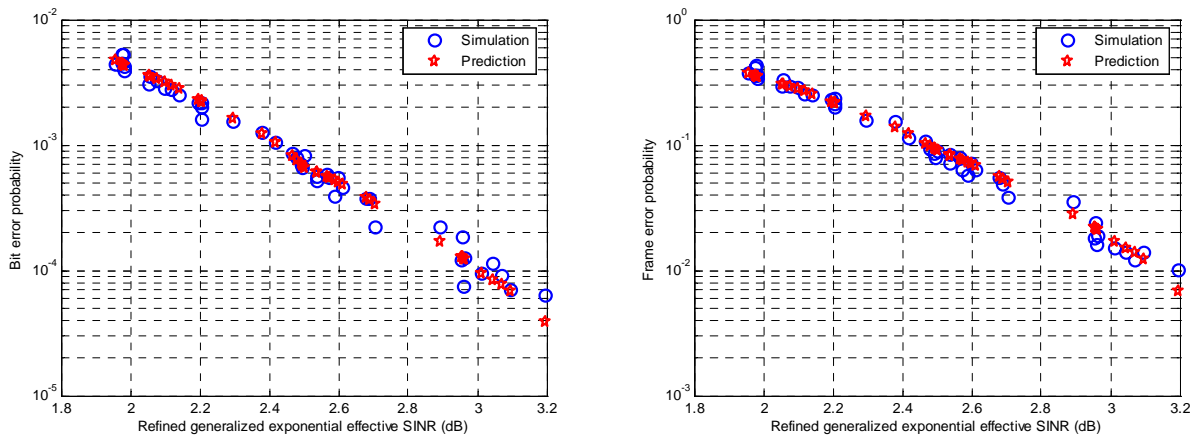 10^-2
10^-3
10^-4
10^-5
Bit error probability
1.8 2 2.2 2.4 2.6 2.8 3 3.2
Refined generalized exponential effective SINR (dB)
Simulation
Prediction
10^0
10^-1
10^-2
10^-3
Frame error probability
1.8 2 2.2 2.4 2.6 2.8 3 3.2
Refined generalized exponential effective SINR (dB)
Simulation
Prediction